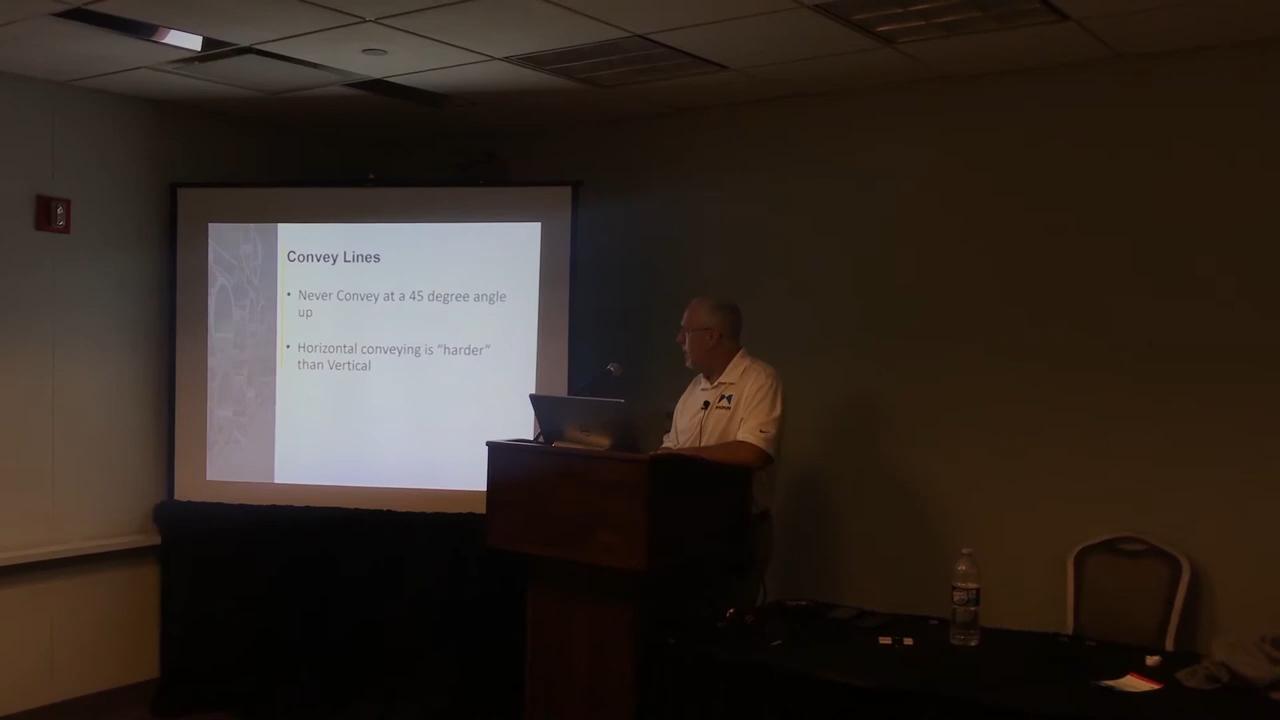 Convey Lines
• Never Convey at a 45 degree angle
up
• Horizontal conveying is "harder"
than Vertical